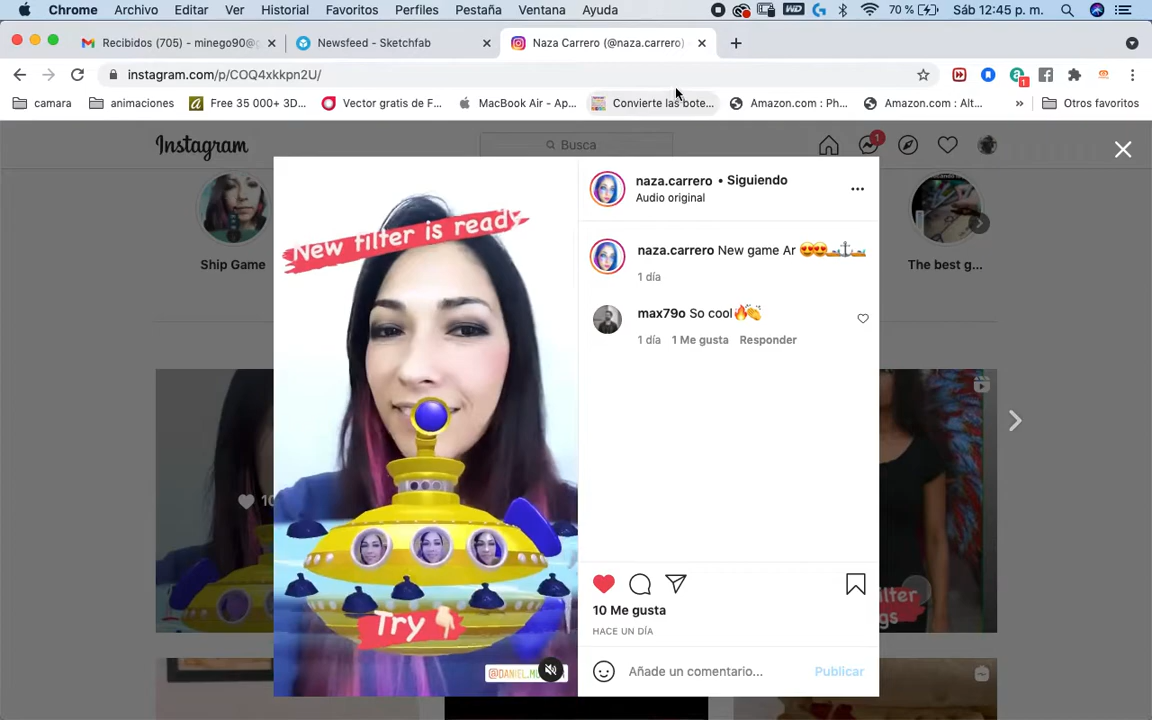 Chrome Archivo Editar Ver Historial Favoritos Perfiles Pestaña Ventana Ayuda 70 % Sáb 12:45 p. m.
Recibidos (705) - minego90@g
Newsfeed - Sketchfab
Naza Carrero (@naza.carrero)
instagram.com/p/COQ4xkkpn2U/
camara animaciones Free 35 000+ 3D... Vector gratis de F... MacBook Air - Ap... Convierte las bote... Amazon.com : Ph... Amazon.com : Alt... » Otros favoritos
Instagram
Busca
1
Ship Game
The best g...
New filter is ready
Try
naza.carrero • Siguiendo
Audio original
naza.carrero New game Ar 😍😍🚤⚓🚤
1 día
max79o So cool🔥👏
1 día 1 Me gusta Responder
10
10 Me gusta
HACE UN DÍA
Añade un comentario... Publicar